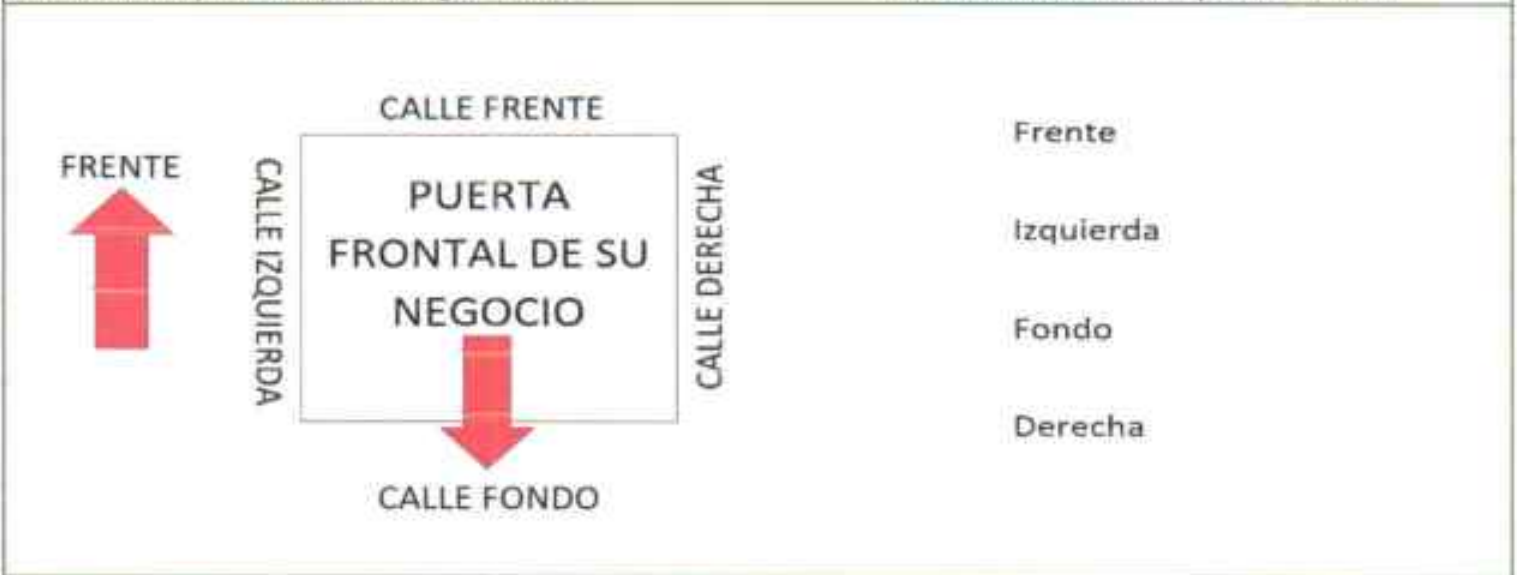 CALLE FRENTE
FRENTE
CALLE IZQUIERDA
PUERTA
FRONTAL DE SU
NEGOCIO
CALLE DERECHA
CALLE FONDO
Frente
Izquierda
Fondo
Derecha